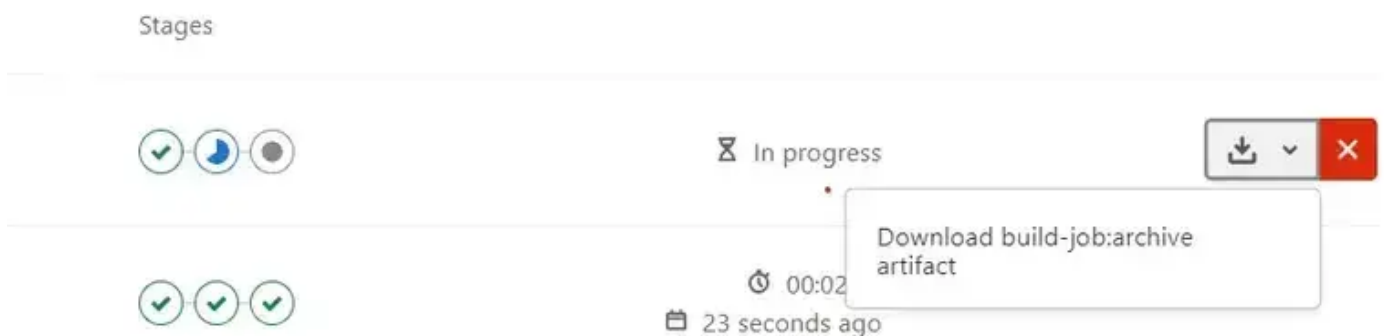 Stages
In progress
Download build-job:archive
artifact
00:02
23 seconds ago